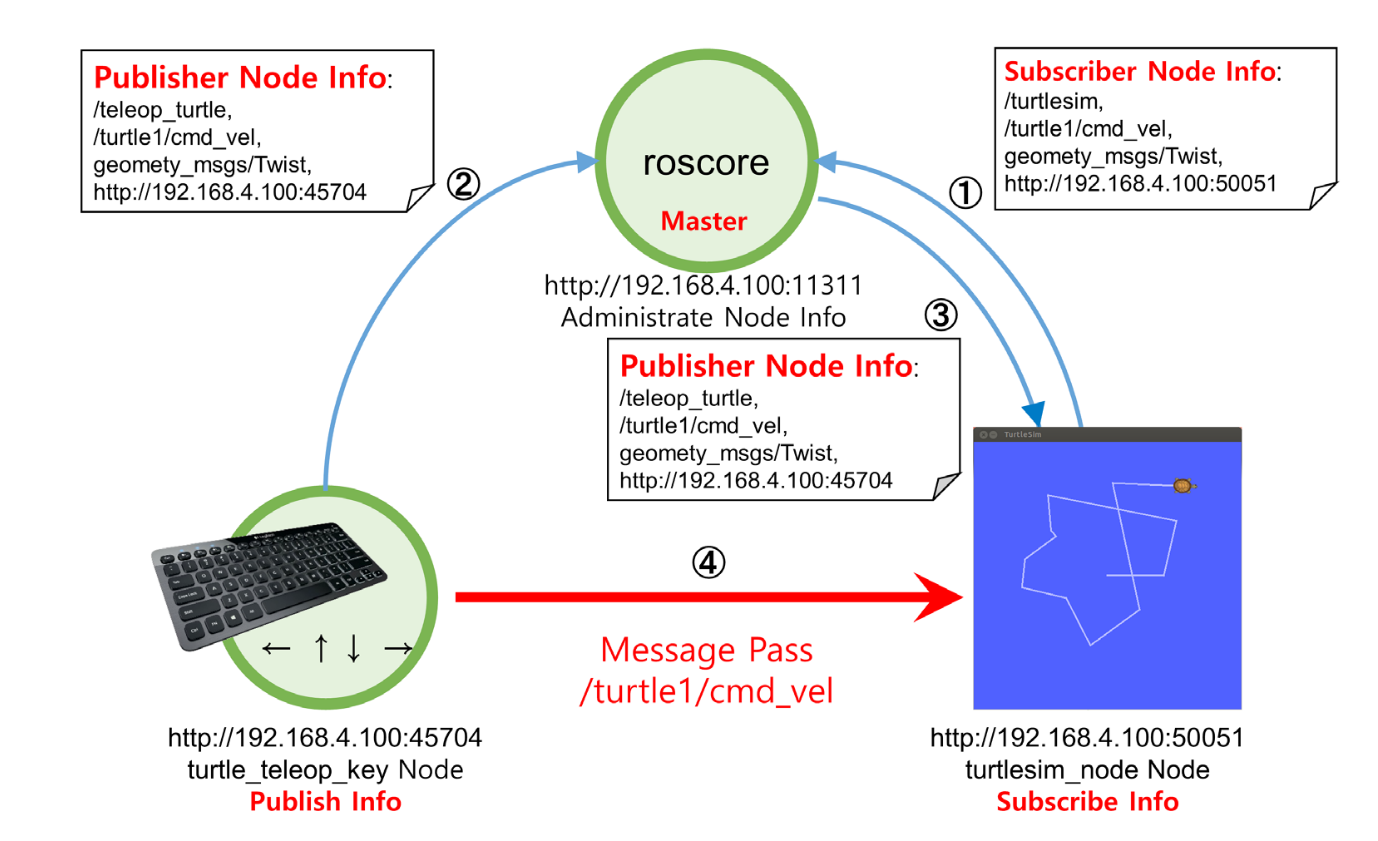 Publisher Node Info:
/teleop_turtle,
/turtle1/cmd_vel,
geomety_msgs/Twist,
http://192.168.4.100:45704
②
roscore
Master
http://192.168.4.100:11311
Administrate Node Info
①
Subscriber Node Info:
/turtlesim,
/turtle1/cmd_vel,
geomety_msgs/Twist,
http://192.168.4.100:50051
③
Publisher Node Info:
/teleop_turtle,
/turtle1/cmd_vel,
geomety_msgs/Twist,
http://192.168.4.100:45704
TurtleSim
④
Message Pass
/turtle1/cmd_vel
← ↑ ↓ →
http://192.168.4.100:45704
turtle_teleop_key Node
Publish Info
http://192.168.4.100:50051
turtlesim_node Node
Subscribe Info